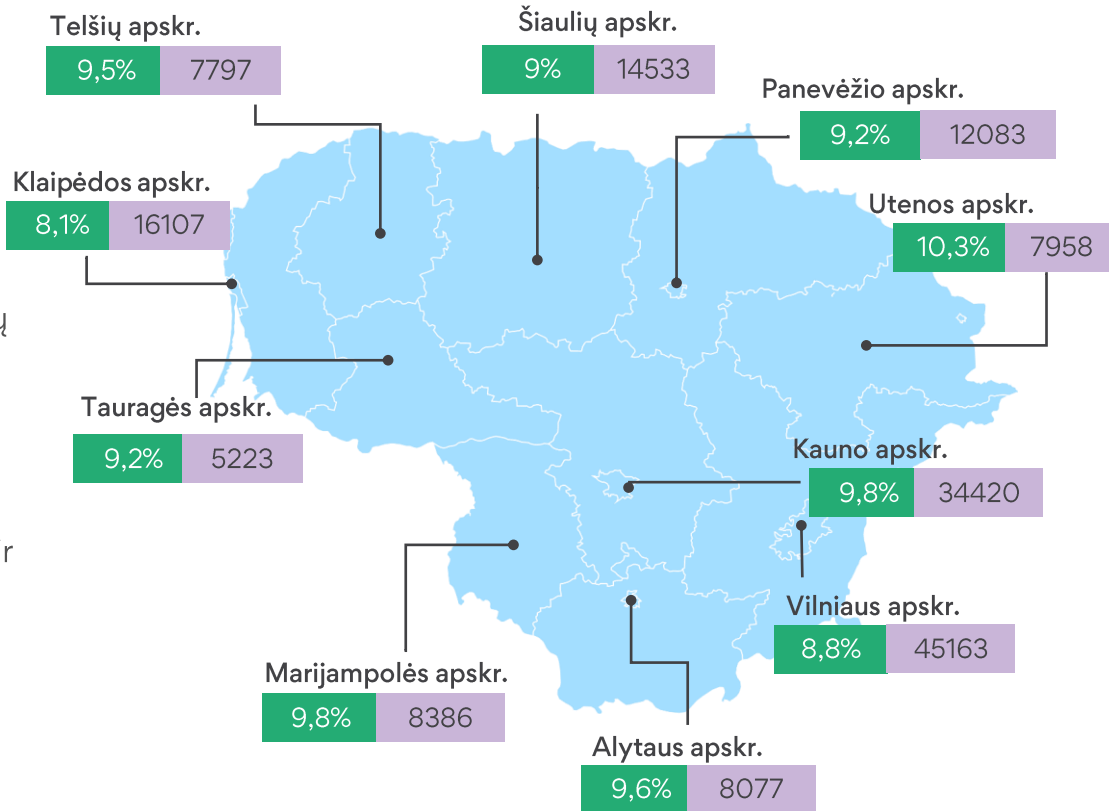 Telšių apskr.
9,5% 7797
Šiaulių apskr.
9% 14533
Panevėžio apskr.
9,2% 12083
Klaipėdos apskr.
8,1% 16107
Utenos apskr.
10,3% 7958
ų
Tauragės apskr.
9,2% 5223
Kauno apskr.
9,8% 34420
ir
Vilniaus apskr.
8,8% 45163
Marijampolės apskr.
9,8% 8386
Alytaus apskr.
9,6% 8077